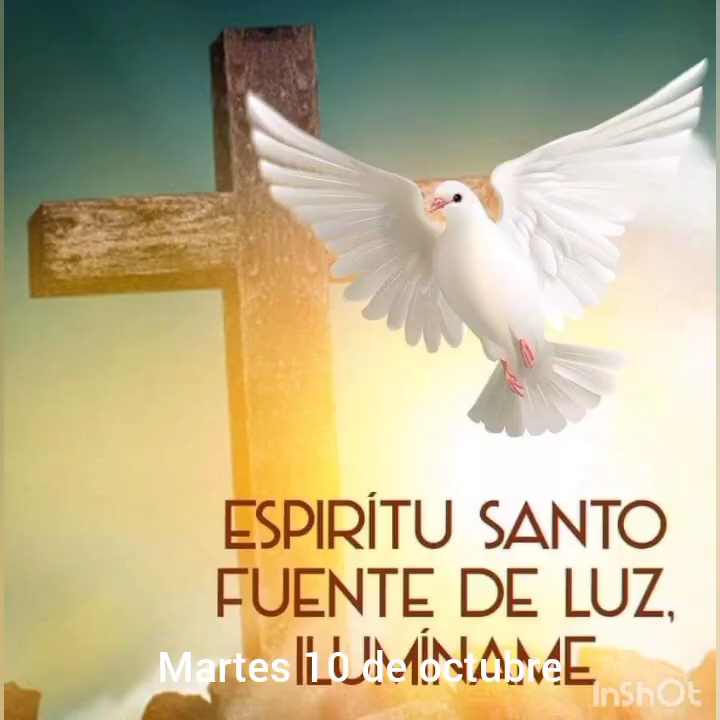 ESPIRÍTU SANTO
FUENTE DE LUZ,
ILUMÍNAME
Martes 10 de octubre
InShOt